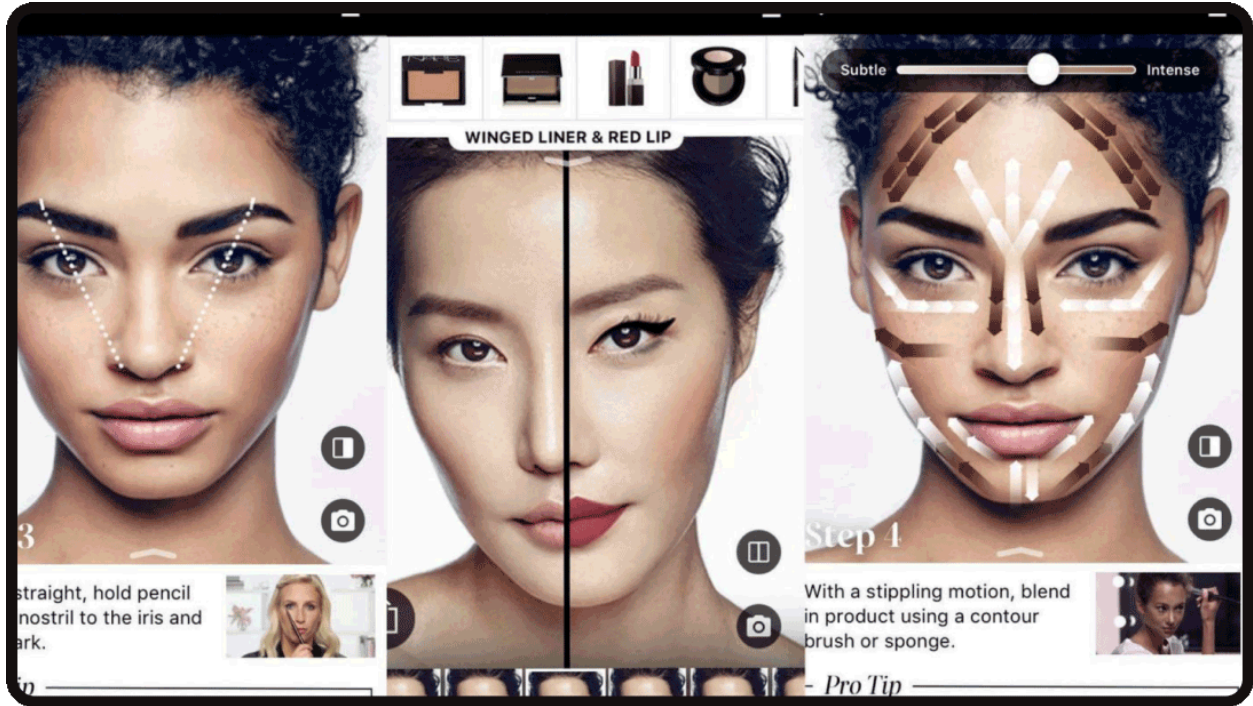 3
straight, hold pencil
nostril to the iris and
ark.
ip
WINGED LINER & RED LIP
Subtle
Intense
Step 4
With a stippling motion, blend
in product using a contour
brush or sponge.
Pro Tip